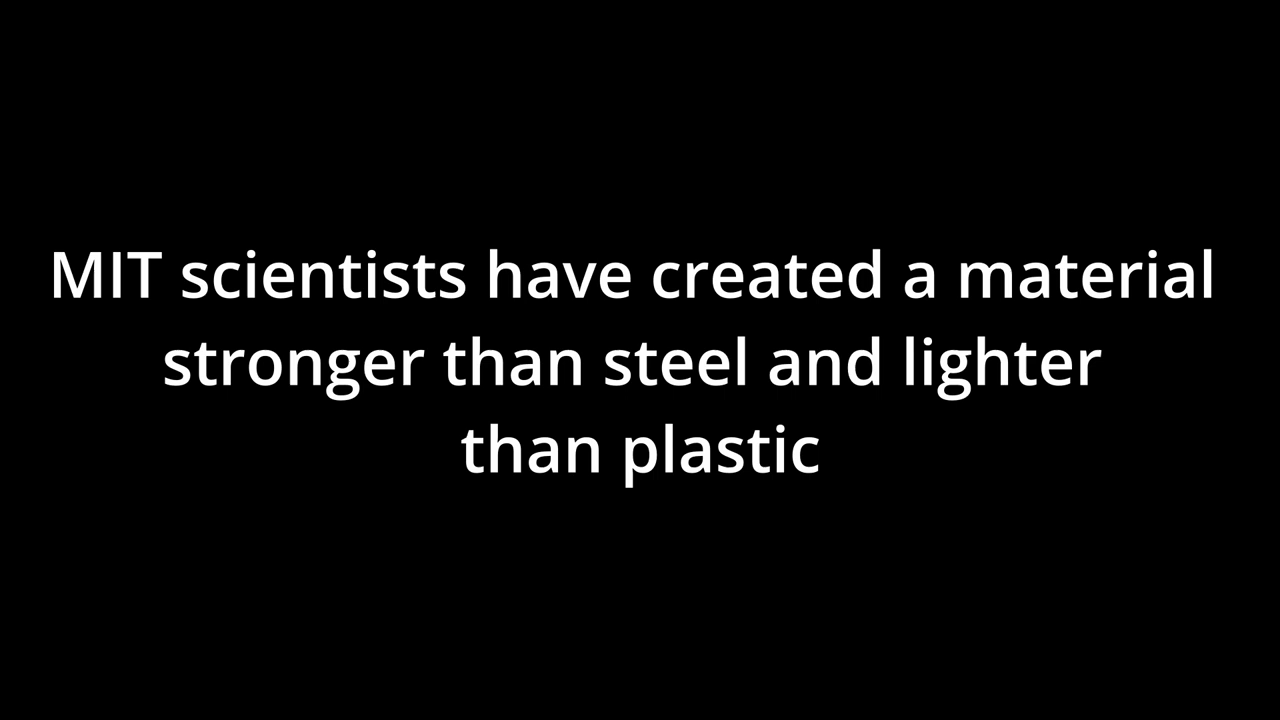 MIT scientists have created a material
stronger than steel and lighter
than plastic